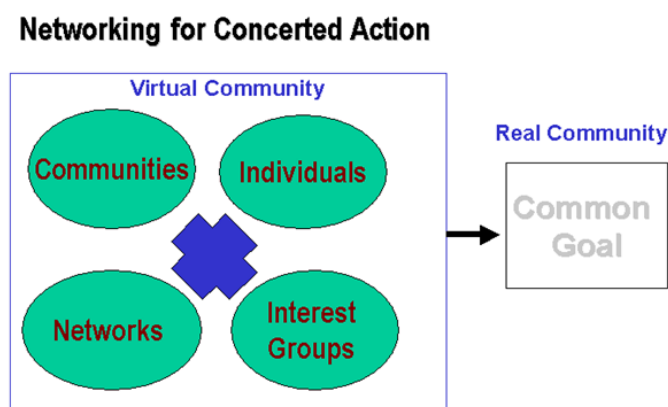 Networking for Concerted Action
Virtual Community
Communities
Individuals
Networks
Interest
Groups
Real Community
Common
Goal